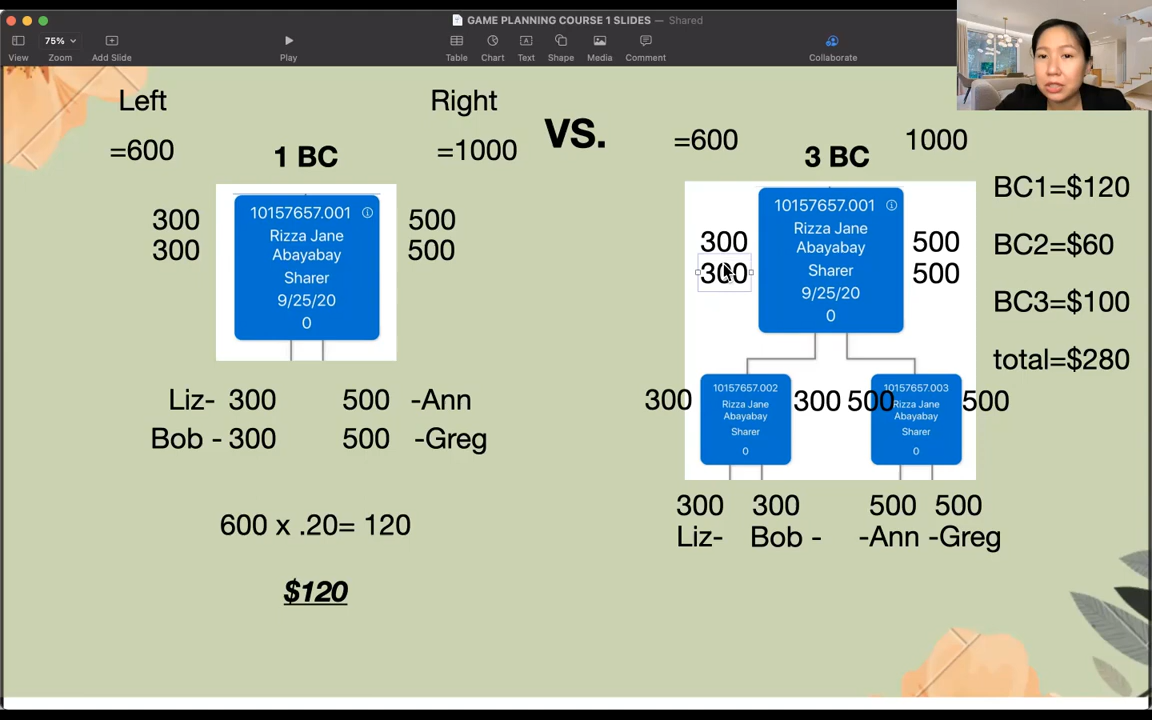 GAME PLANNING COURSE 1 SLIDES — Shared
75%
View
Zoom
Add Slide
Play
Table
Chart
Text
Shape
Media
Comment
Collaborate
Left
Right
=600
1 BC
=1000
300
300
500
500
10157657.001
Rizza Jane
Abayabay
Sharer
9/25/20
0
Liz- 300
500 -Ann
Bob - 300
500 -Greg
600 x .20= 120
$120
VS.
=600
3 BC
1000
300
300
500
500
10157657.001
Rizza Jane
Abayabay
Sharer
9/25/20
0
300
300
500
500
10157657.002
Rizza Jane
Abayabay
Sharer
0
10157657.003
Rizza Jane
Abayabay
Sharer
0
300 300 500 500
Liz- Bob - -Ann -Greg
BC1=$120
BC2=$60
BC3=$100
total=$280